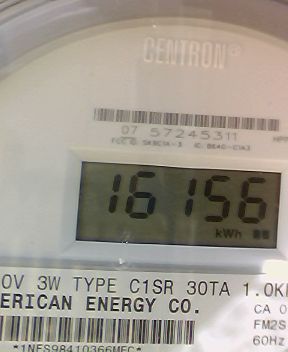 CENTRON®
07 57245311
16156
kWh
0V 3W TYPE C1SR 30TA 1.0K
ERICAN ENERGY CO.
CA 0
FM2S
60Hz
*1NES98410366MEC*